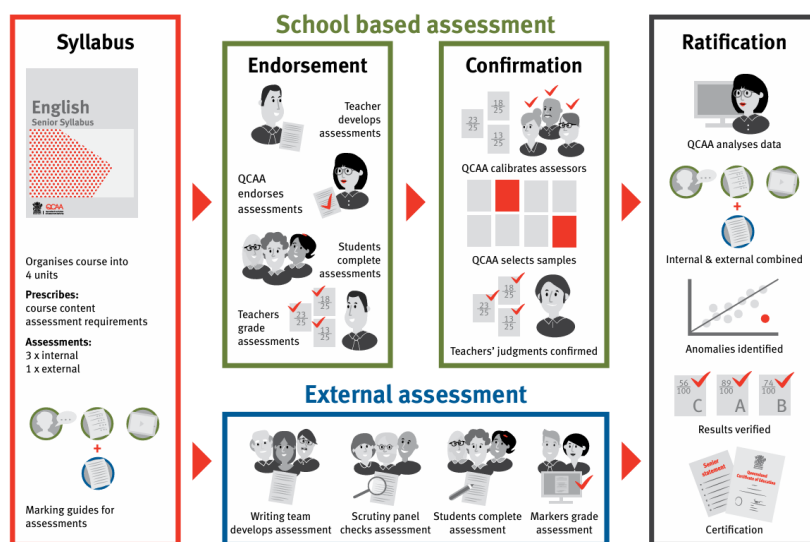 School based assessment
Syllabus
English
Senior Syllabus
QCAA
Organises course into
4 units
Prescribes:
course content
assessment requirements
Assessments:
3 x internal
1 x external
+
Marking guides for
assessments
Endorsement
Teacher
develops
assessments
QCAA
endorses
assessments
Students
complete
assessments
Teachers
grade
assessments
23
25
18
25
13
25
Confirmation
23
25
18
25
13
25
QCAA calibrates assessors
QCAA selects samples
23
25
18
25
13
25
Teachers' judgments confirmed
External assessment
Writing team
develops assessment
Scrutiny panel
checks assessment
Students complete
assessment
Markers grade
assessment
Ratification
QCAA analyses data
+
Internal & external combined
Anomalies identified
56
100
C
89
100
A
74
100
B
Results verified
Senior
statement
Queensland
Certificate of Education
Certification